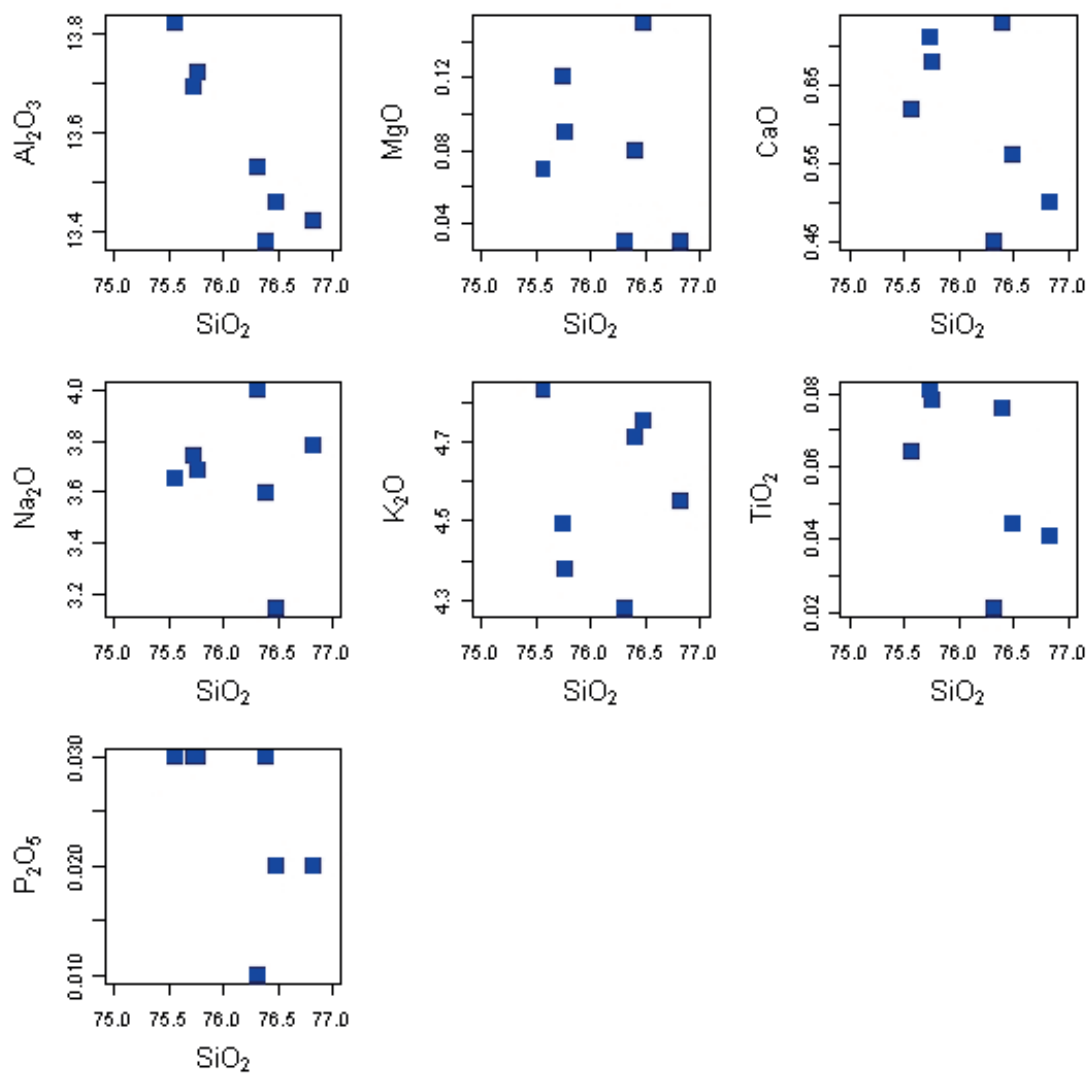 Al₂O₃
13.4 13.6 13.8
75.0 75.5 76.0 76.5 77.0
SiO₂
MgO
0.04 0.08 0.12
75.0 75.5 76.0 76.5 77.0
SiO₂
CaO
0.45 0.55 0.65
75.0 75.5 76.0 76.5 77.0
SiO₂
Na₂O
3.2 3.4 3.6 3.8 4.0
75.0 75.5 76.0 76.5 77.0
SiO₂
K₂O
4.3 4.5 4.7
75.0 75.5 76.0 76.5 77.0
SiO₂
TiO₂
0.02 0.04 0.06 0.08
75.0 75.5 76.0 76.5 77.0
SiO₂
P₂O₅
0.010 0.020 0.030
75.0 75.5 76.0 76.5 77.0
SiO₂